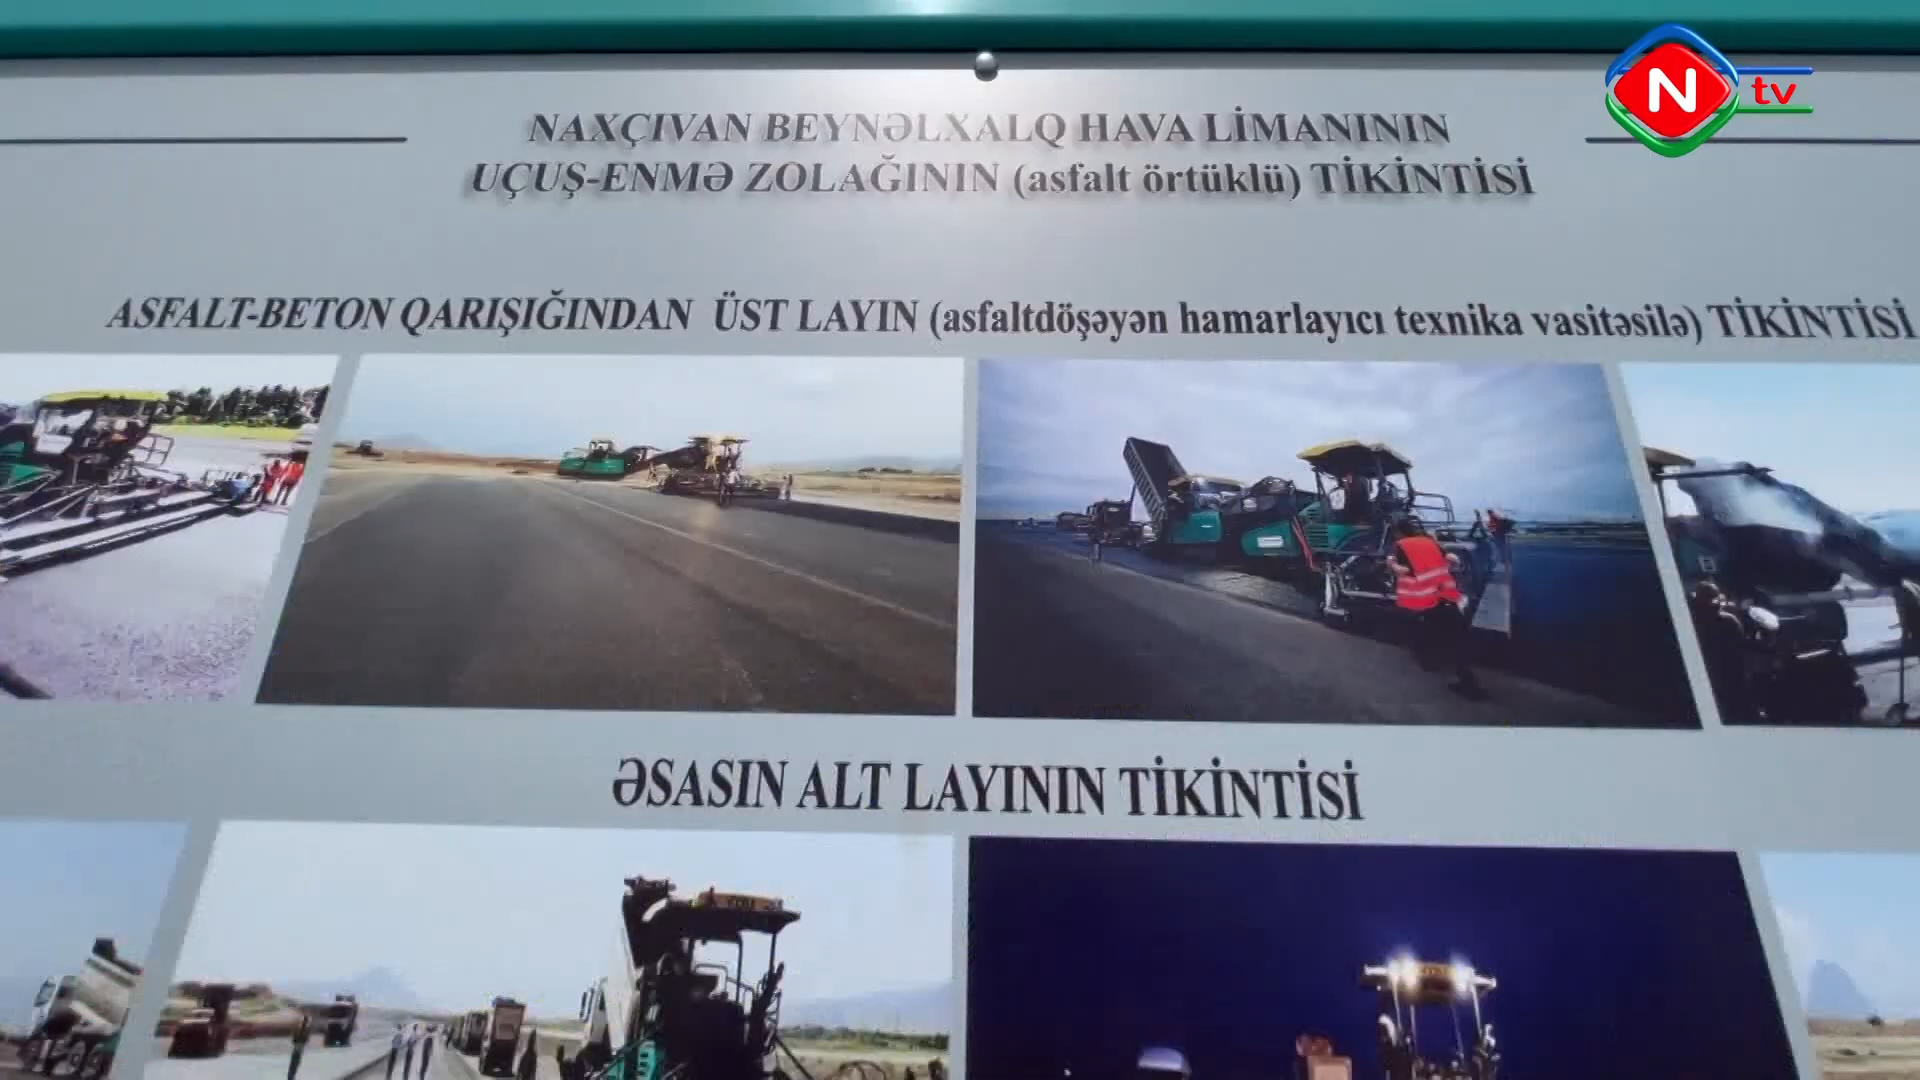 N tv
NAXÇIVAN BEYNƏLXALQ HAVA LİMANININ
UÇUŞ-ENMƏ ZOLAĞININ (asfalt örtüklü) TİKİNTİSİ
ASFALT-BETON QARIŞIĞINDAN ÜST LAYIN (asfaltdöşəyən hamarlayıcı texnika vasitəsilə) TİKİNTİSİ
ƏSASIN ALT LAYININ TİKİNTİSİ